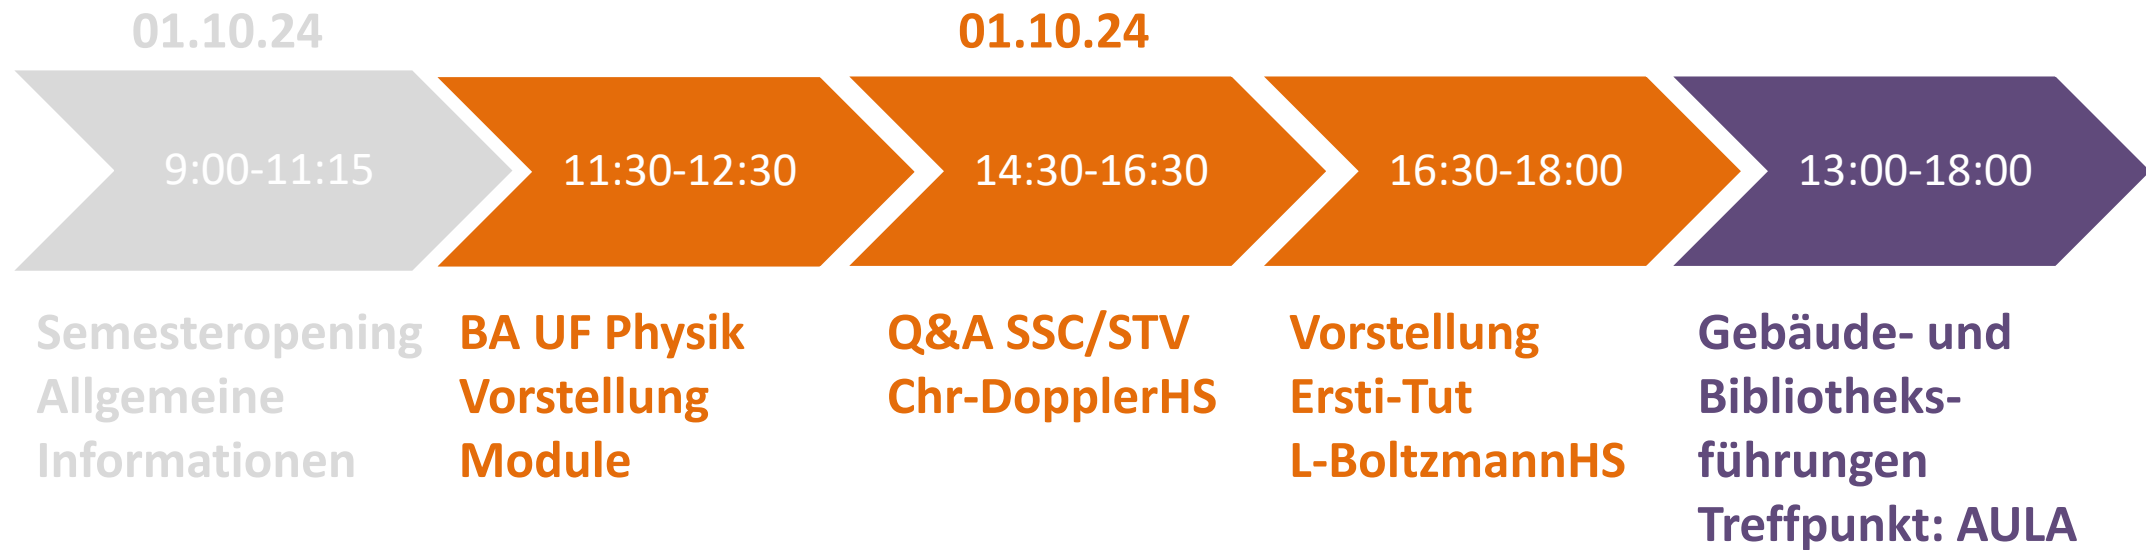 01.10.24
01.10.24
9:00-11:15
11:30-12:30
14:30-16:30
16:30-18:00
13:00-18:00
Semesteropening
Allgemeine
Informationen
BA UF Physik
Vorstellung
Module
Q&A SSC/STV
Chr-DopplerHS
Vorstellung
Ersti-Tut
L-BoltzmannHS
Gebäude- und
Bibliotheks-
führungen
Treffpunkt: AULA